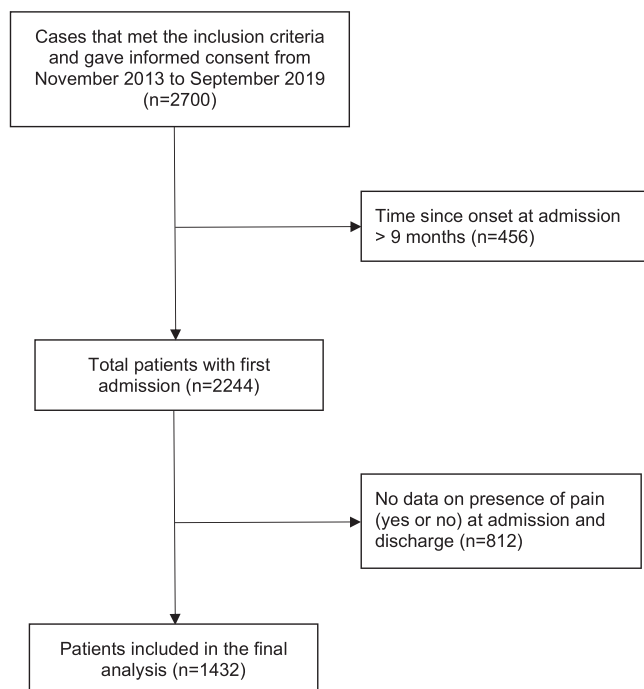 Cases that met the inclusion criteria
and gave informed consent from
November 2013 to September 2019
(n=2700)
Time since onset at admission
> 9 months (n=456)
Total patients with first
admission (n=2244)
No data on presence of pain
(yes or no) at admission and
discharge (n=812)
Patients included in the final
analysis (n=1432)